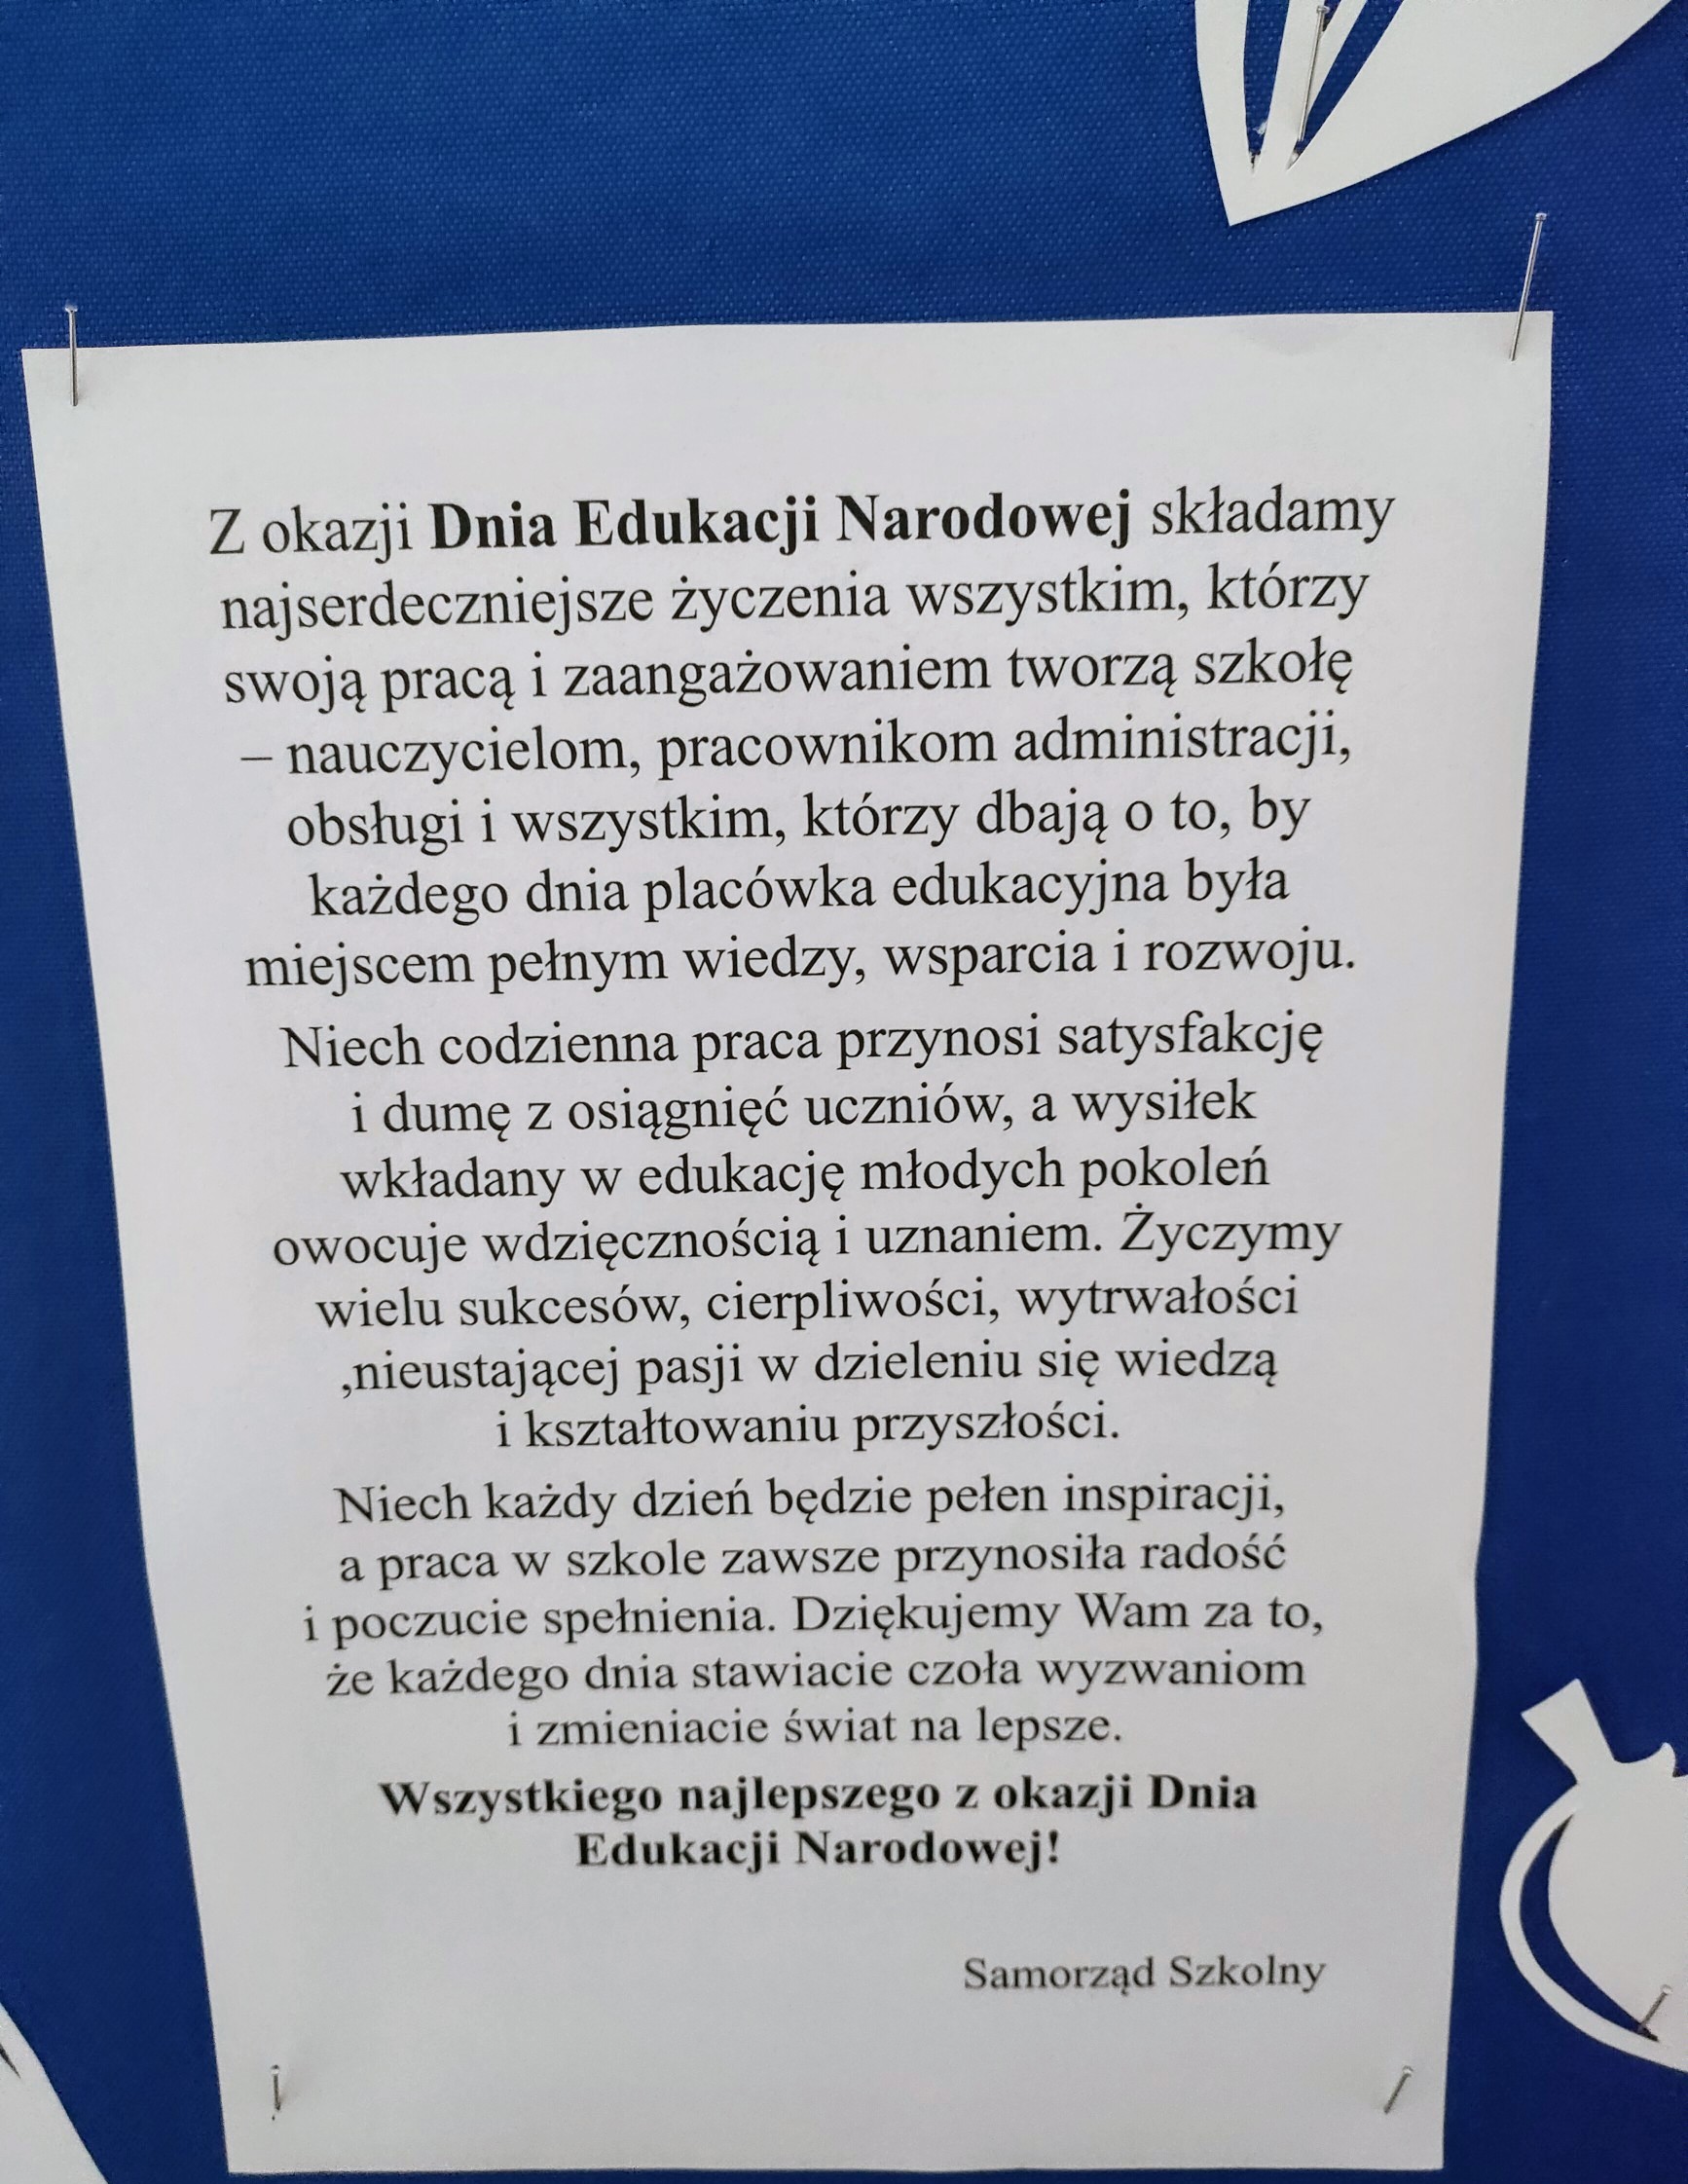 Z okazji Dnia Edukacji Narodowej składamy
najserdeczniejsze życzenia wszystkim, którzy
swoją pracą i zaangażowaniem tworzą szkołę
– nauczycielom, pracownikom administracji,
obsługi i wszystkim, którzy dbają o to, by
każdego dnia placówka edukacyjna była
miejscem pełnym wiedzy, wsparcia i rozwoju.
Niech codzienna praca przynosi satysfakcję
i dumę z osiągnięć uczniów, a wysiłek
wkładany w edukację młodych pokoleń
owocuje wdzięcznością i uznaniem. Życzymy
wielu sukcesów, cierpliwości, wytrwałości
,nieustającej pasji w dzieleniu się wiedzą
i kształtowaniu przyszłości.
Niech każdy dzień będzie pełen inspiracji,
a praca w szkole zawsze przynosiła radość
i poczucie spełnienia. Dziękujemy Wam za to,
że każdego dnia stawiacie czoła wyzwaniom
i zmieniacie świat na lepsze.
Wszystkiego najlepszego z okazji Dnia
Edukacji Narodowej!
Samorząd Szkolny